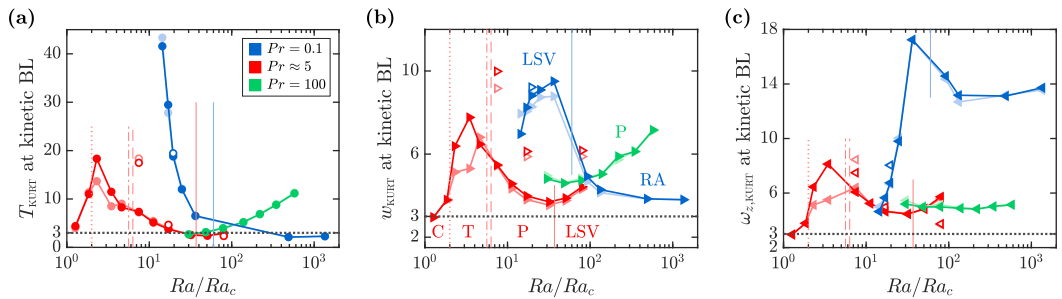 (a)
T_KURT at kinetic BL
40
30
20
10
3
0
Pr = 0.1
Pr ≈ 5
Pr = 100
10^0 10^1 10^2 10^3
Ra/Ra_c
(b)
w_KURT at kinetic BL
10
6
3
2
LSV
P
RA
C T P LSV
10^0 10^1 10^2 10^3
Ra/Ra_c
(c)
ω_z,KURT at kinetic BL
18
14
10
6
3
2
10^0 10^1 10^2 10^3
Ra/Ra_c